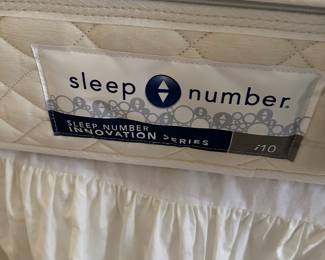 sleep number.
SLEEP NUMBER
INNOVATION SERIES
i10